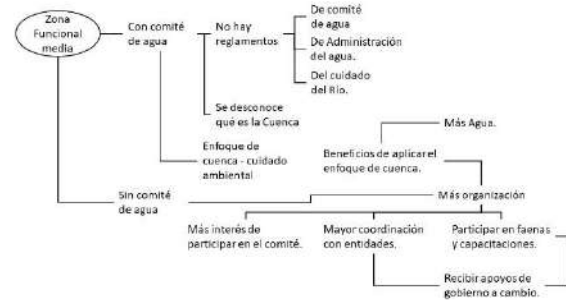 Zona
Funcional
media
Con comité
de agua
No hay
reglamentos
De comité
de agua
De Administración
del agua.
Del cuidado
del Río.
Se desconoce
qué es la Cuenca
Enfoque de
cuenca - cuidado
ambiental
Más Agua.
Beneficios de aplicar el
enfoque de cuenca.
Sin comité
de agua
Más organización
Más interés de
participar en el comité.
Mayor coordinación
con entidades.
Participar en faenas
y capacitaciones.
Recibir apoyos de
gobierno a cambio.